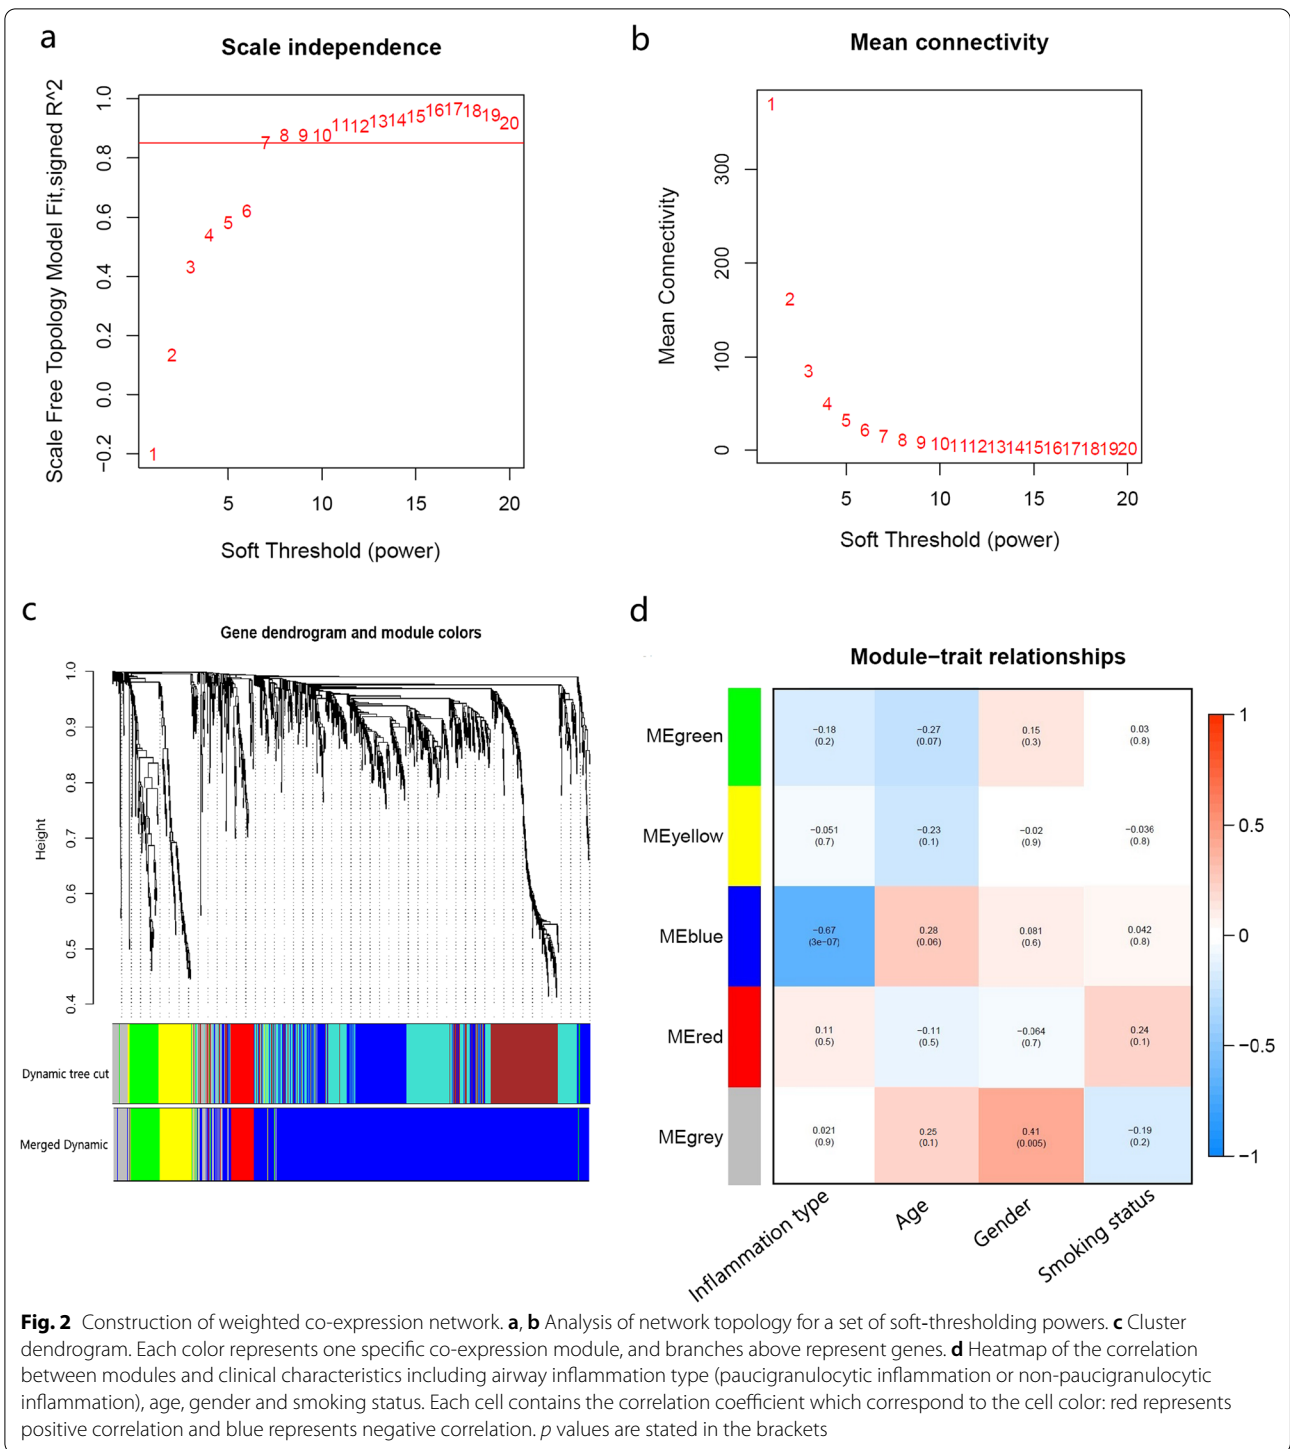 a
Scale independence
Scale Free Topology Model Fit,signed R^2
1.0
0.8
0.6
0.4
0.2
0.0
−0.2
1 2 3 4 5 6 7 8 9 10 11 12 13 14 15 16 17 18 19 20
5 10 15 20
Soft Threshold (power)
b
Mean connectivity
Mean Connectivity
300
200
100
0
1 2 3 4 5 6 7 8 9 10 11 12 13 14 15 16 17 18 19 20
5 10 15 20
Soft Threshold (power)
c
Gene dendrogram and module colors
Height
1.0
0.9
0.8
0.7
0.6
0.5
0.4
Dynamic tree cut
Merged Dynamic
d
Module−trait relationships
MEgreen
−0.18 −0.27 0.15 0.03
(0.2) (0.07) (0.3) (0.8)
MEyellow
−0.051 −0.23 −0.02 −0.036
(0.7) (0.1) (0.9) (0.8)
MEblue
−0.67 0.28 0.081 0.042
(3e−07) (0.06) (0.6) (0.8)
MEred
0.11 −0.11 −0.064 0.24
(0.5) (0.5) (0.7) (0.1)
MEgrey
0.021 0.25 0.41 −0.19
(0.9) (0.1) (0.005) (0.2)
Inflammation type
Age
Gender
Smoking status
1
0.5
0
−0.5
−1
Fig. 2 Construction of weighted co-expression network. a, b Analysis of network topology for a set of soft-thresholding powers. c Cluster
dendrogram. Each color represents one specific co-expression module, and branches above represent genes. d Heatmap of the correlation
between modules and clinical characteristics including airway inflammation type (paucigranulocytic inflammation or non-paucigranulocytic
inflammation), age, gender and smoking status. Each cell contains the correlation coefficient which correspond to the cell color: red represents
positive correlation and blue represents negative correlation. p values are stated in the brackets